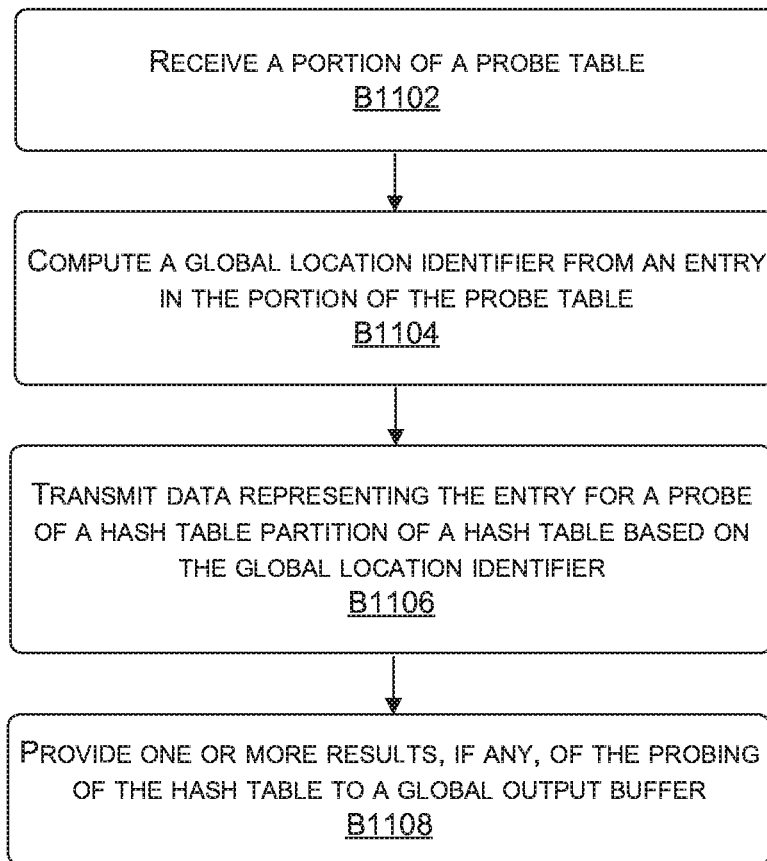 RECEIVE A PORTION OF A PROBE TABLE
B1102
COMPUTE A GLOBAL LOCATION IDENTIFIER FROM AN ENTRY
IN THE PORTION OF THE PROBE TABLE
B1104
TRANSMIT DATA REPRESENTING THE ENTRY FOR A PROBE
OF A HASH TABLE PARTITION OF A HASH TABLE BASED ON
THE GLOBAL LOCATION IDENTIFIER
B1106
PROVIDE ONE OR MORE RESULTS, IF ANY, OF THE PROBING
OF THE HASH TABLE TO A GLOBAL OUTPUT BUFFER
B1108